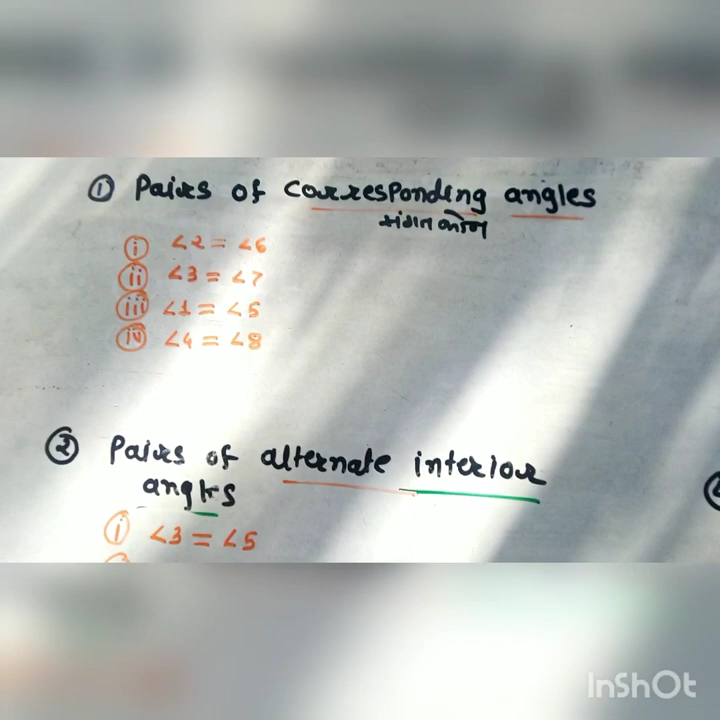 ① Pairs of corresponding angles
संगत कोण
(i) ∠2 = ∠6
(ii) ∠3 = ∠7
(iii) ∠1 = ∠5
(iv) ∠4 = ∠8
② Pairs of alternate interior
angles
(i) ∠3 = ∠5
InShOt